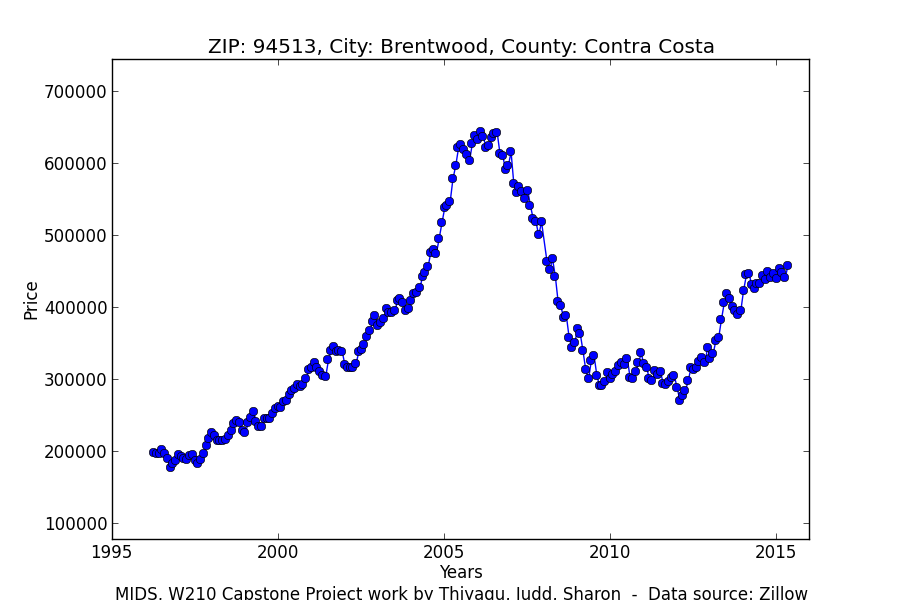 ZIP: 94513, City: Brentwood, County: Contra Costa
700000
600000
500000
400000
300000
200000
100000
Price
1995 2000 2005 2010 2015
Years
MIDS, W210 Capstone Project work by Thiyagu, Judd, Sharon - Data source: Zillow